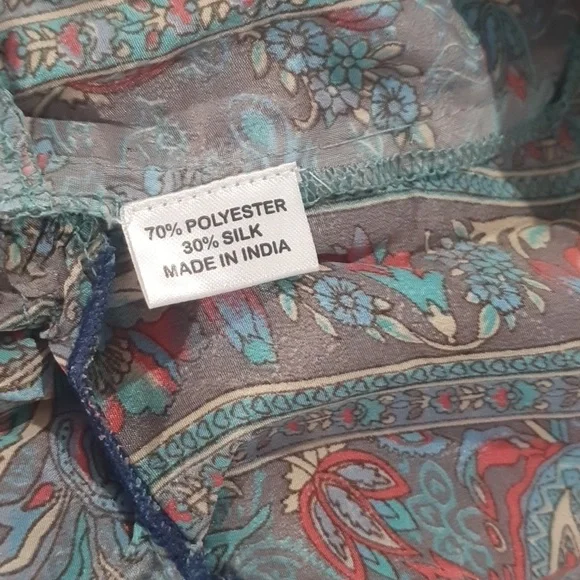 70% POLYESTER
30% SILK
MADE IN INDIA